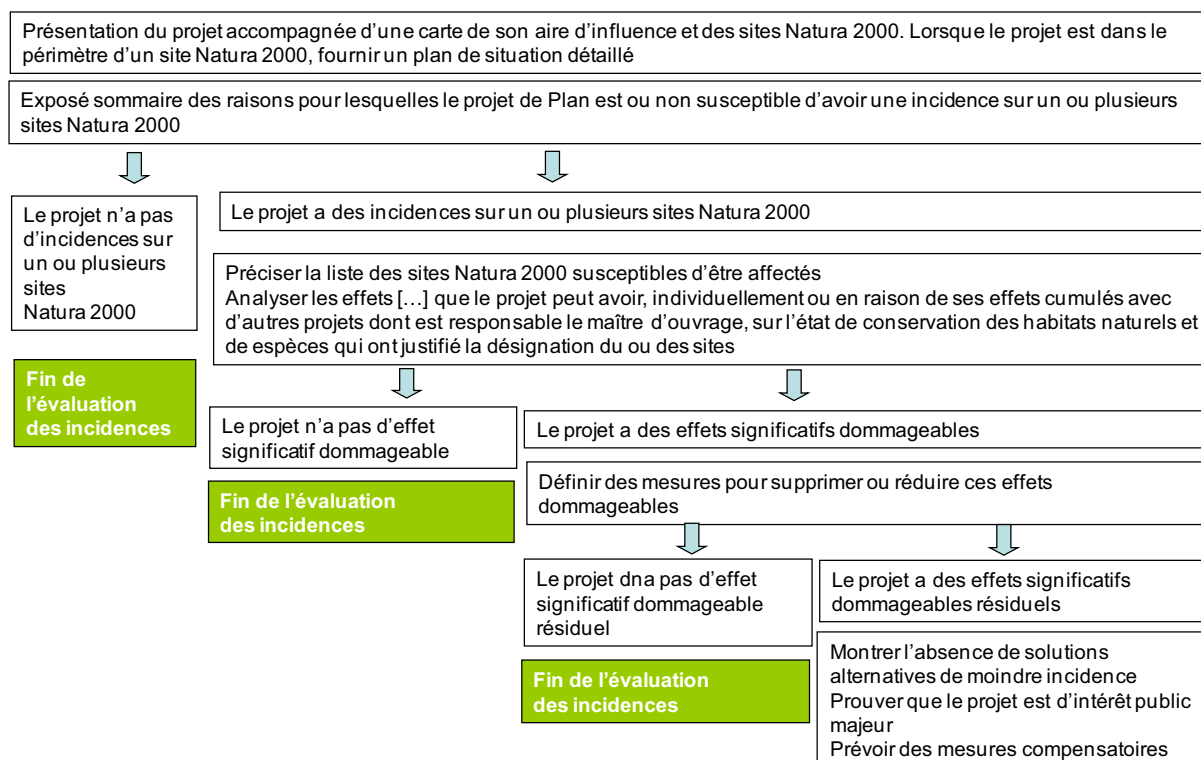 Présentation du projet accompagnée d'une carte de son aire d'influence et des sites Natura 2000. Lorsque le projet est dans le
périmètre d'un site Natura 2000, fournir un plan de situation détaillé
Exposé sommaire des raisons pour lesquelles le projet de Plan est ou non susceptible d'avoir une incidence sur un ou plusieurs
sites Natura 2000
Le projet n'a pas
d'incidences sur
un ou plusieurs
sites
Natura 2000
Fin de
l'évaluation
des incidences
Le projet a des incidences sur un ou plusieurs sites Natura 2000
Préciser la liste des sites Natura 2000 susceptibles d'être affectés
Analyser les effets […] que le projet peut avoir, individuellement ou en raison de ses effets cumulés avec
d'autres projets dont est responsable le maître d'ouvrage, sur l'état de conservation des habitats naturels et
de espèces qui ont justifié la désignation du ou des sites
Le projet n'a pas d'effet
significatif dommageable
Fin de l'évaluation
des incidences
Le projet a des effets significatifs dommageables
Définir des mesures pour supprimer ou réduire ces effets
dommageables
Le projet dna pas d'effet
significatif dommageable
résiduel
Fin de l'évaluation
des incidences
Le projet a des effets significatifs
dommageables résiduels
Montrer l'absence de solutions
alternatives de moindre incidence
Prouver que le projet est d'intérêt public
majeur
Prévoir des mesures compensatoires